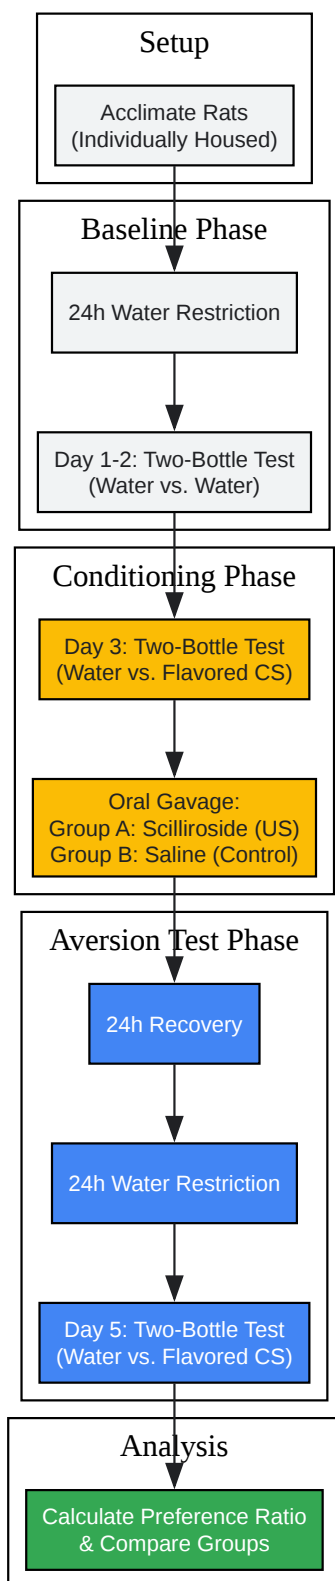 Setup
Acclimate Rats
(Individually Housed)
Baseline Phase
24h Water Restriction
Day 1-2: Two-Bottle Test
(Water vs. Water)
Conditioning Phase
Day 3: Two-Bottle Test
(Water vs. Flavored CS)
Oral Gavage:
Group A: Scilliroside (US)
Group B: Saline (Control)
Aversion Test Phase
24h Recovery
24h Water Restriction
Day 5: Two-Bottle Test
(Water vs. Flavored CS)
Analysis
Calculate Preference Ratio
& Compare Groups